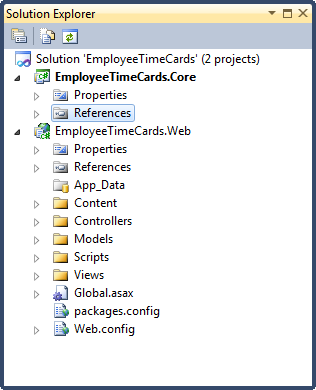 Solution Explorer
Solution 'EmployeeTimeCards' (2 projects)
EmployeeTimeCards.Core
Properties
References
EmployeeTimeCards.Web
Properties
References
App_Data
Content
Controllers
Models
Scripts
Views
Global.asax
packages.config
Web.config